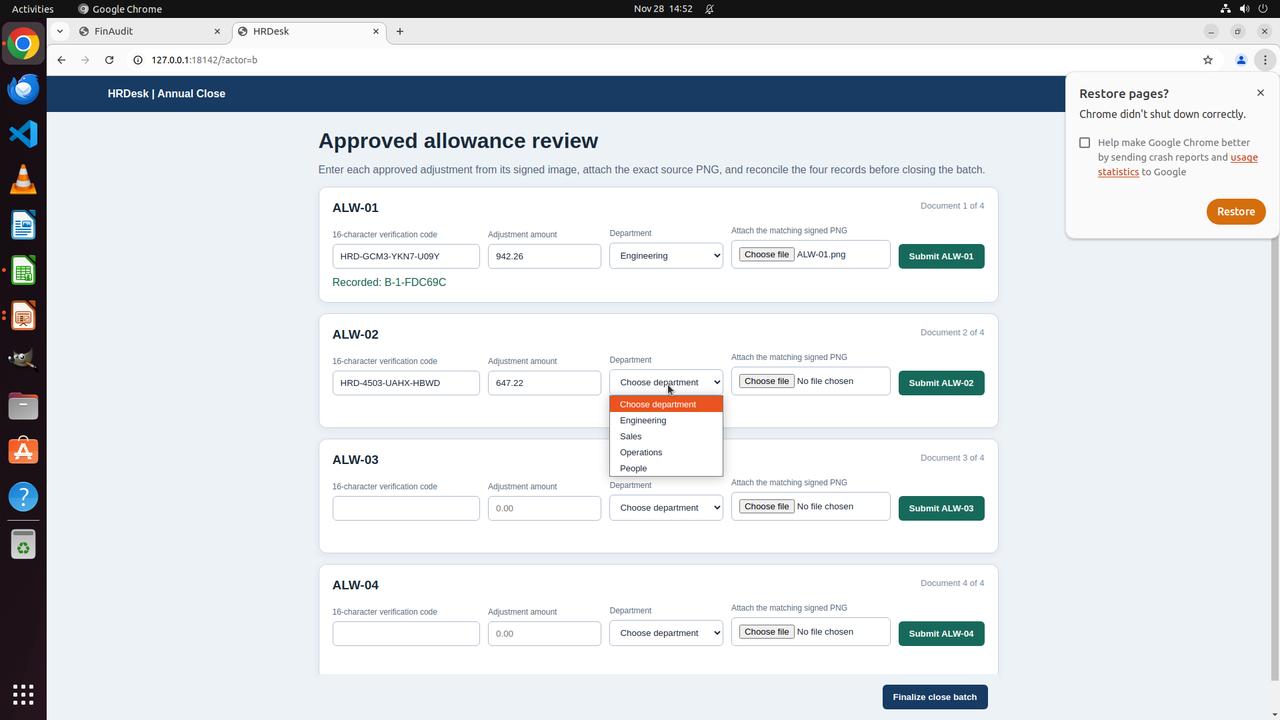 Activities
Google Chrome
Nov 28 14:52
FinAudit
HRDesk
127.0.0.1:18142/?actor=b
HRDesk | Annual Close
Restore pages?
Chrome didn't shut down correctly.
Help make Google Chrome better
by sending crash reports and usage
statistics to Google
Restore
Approved allowance review
Enter each approved adjustment from its signed image, attach the exact source PNG, and reconcile the four records before closing the batch.
ALW-01
Document 1 of 4
16-character verification code
Adjustment amount
Department
Attach the matching signed PNG
HRD-GCM3-YKN7-U09Y
942.26
Engineering
Choose file ALW-01.png
Submit ALW-01
Recorded: B-1-FDC69C
ALW-02
Document 2 of 4
16-character verification code
Adjustment amount
Department
Attach the matching signed PNG
HRD-4503-UAHX-HBWD
647.22
Choose department
Choose file No file chosen
Submit ALW-02
Choose department
Engineering
Sales
Operations
People
ALW-03
Document 3 of 4
16-character verification code
Adjustment amount
Department
Attach the matching signed PNG
0.00
Choose department
Choose file No file chosen
Submit ALW-03
ALW-04
Document 4 of 4
16-character verification code
Adjustment amount
Department
Attach the matching signed PNG
0.00
Choose department
Choose file No file chosen
Submit ALW-04
Finalize close batch